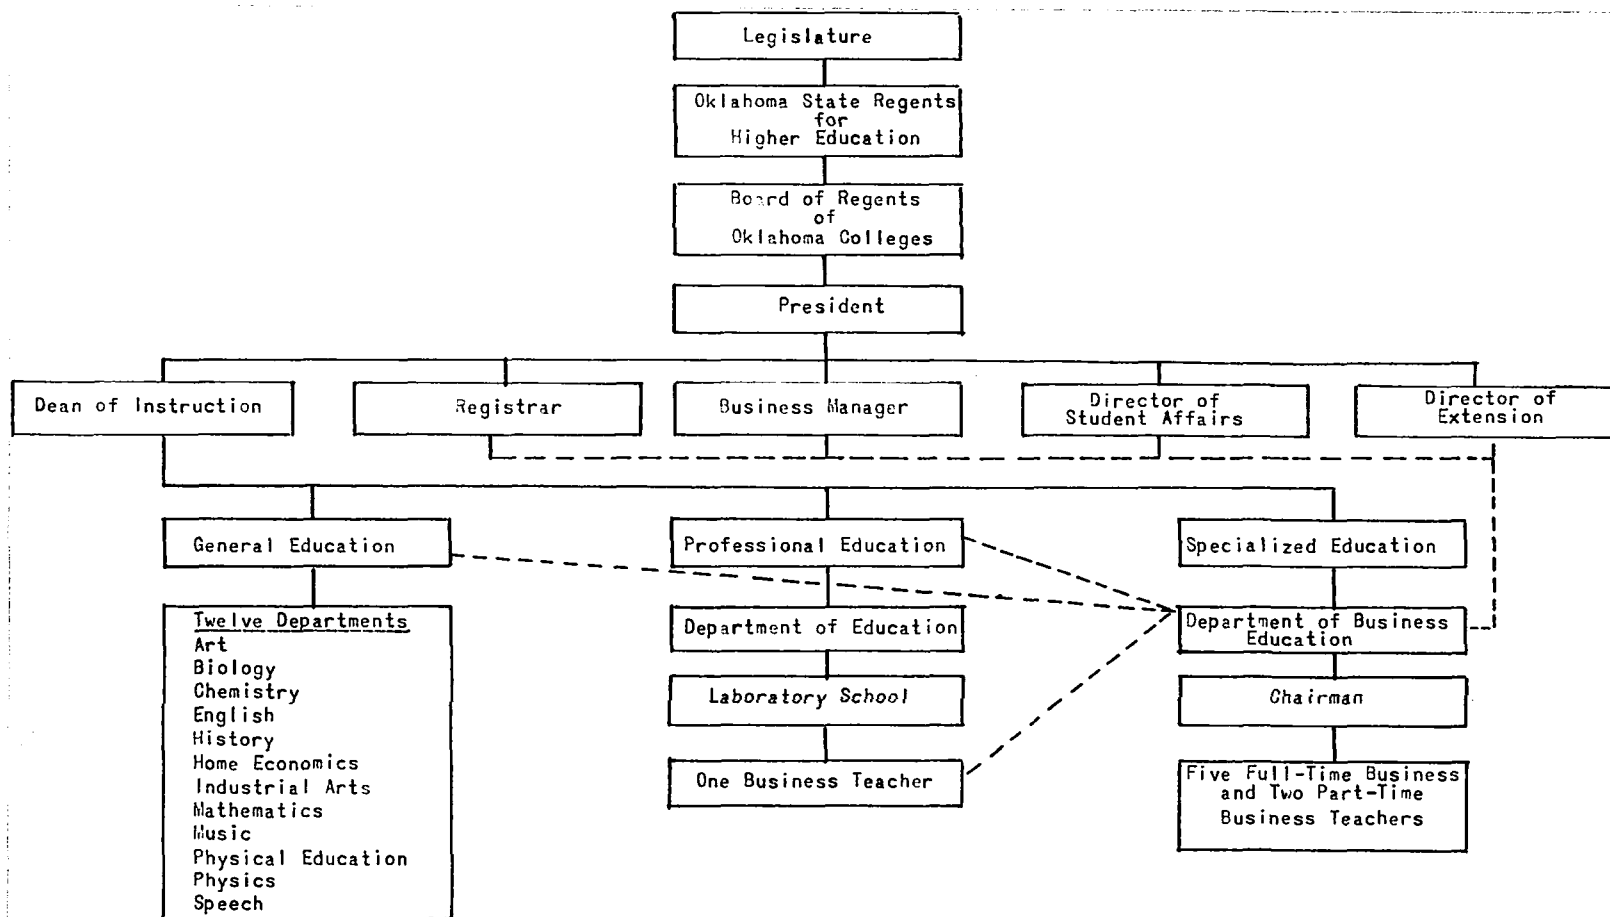 Legislature
Oklahoma State Regents
for
Higher Education
Board of Regents
of
Oklahoma Colleges
President
Dean of Instruction
Registrar
Business Manager
Director of
Student Affairs
Director of
Extension
General Education
Professional Education
Specialized Education
Twelve Departments
Art
Biology
Chemistry
English
History
Home Economics
Industrial Arts
Mathematics
Music
Physical Education
Physics
Speech
Department of Education
Laboratory School
One Business Teacher
Department of Business
Education
Chairman
Five Full-Time Business
and Two Part-Time
Business Teachers